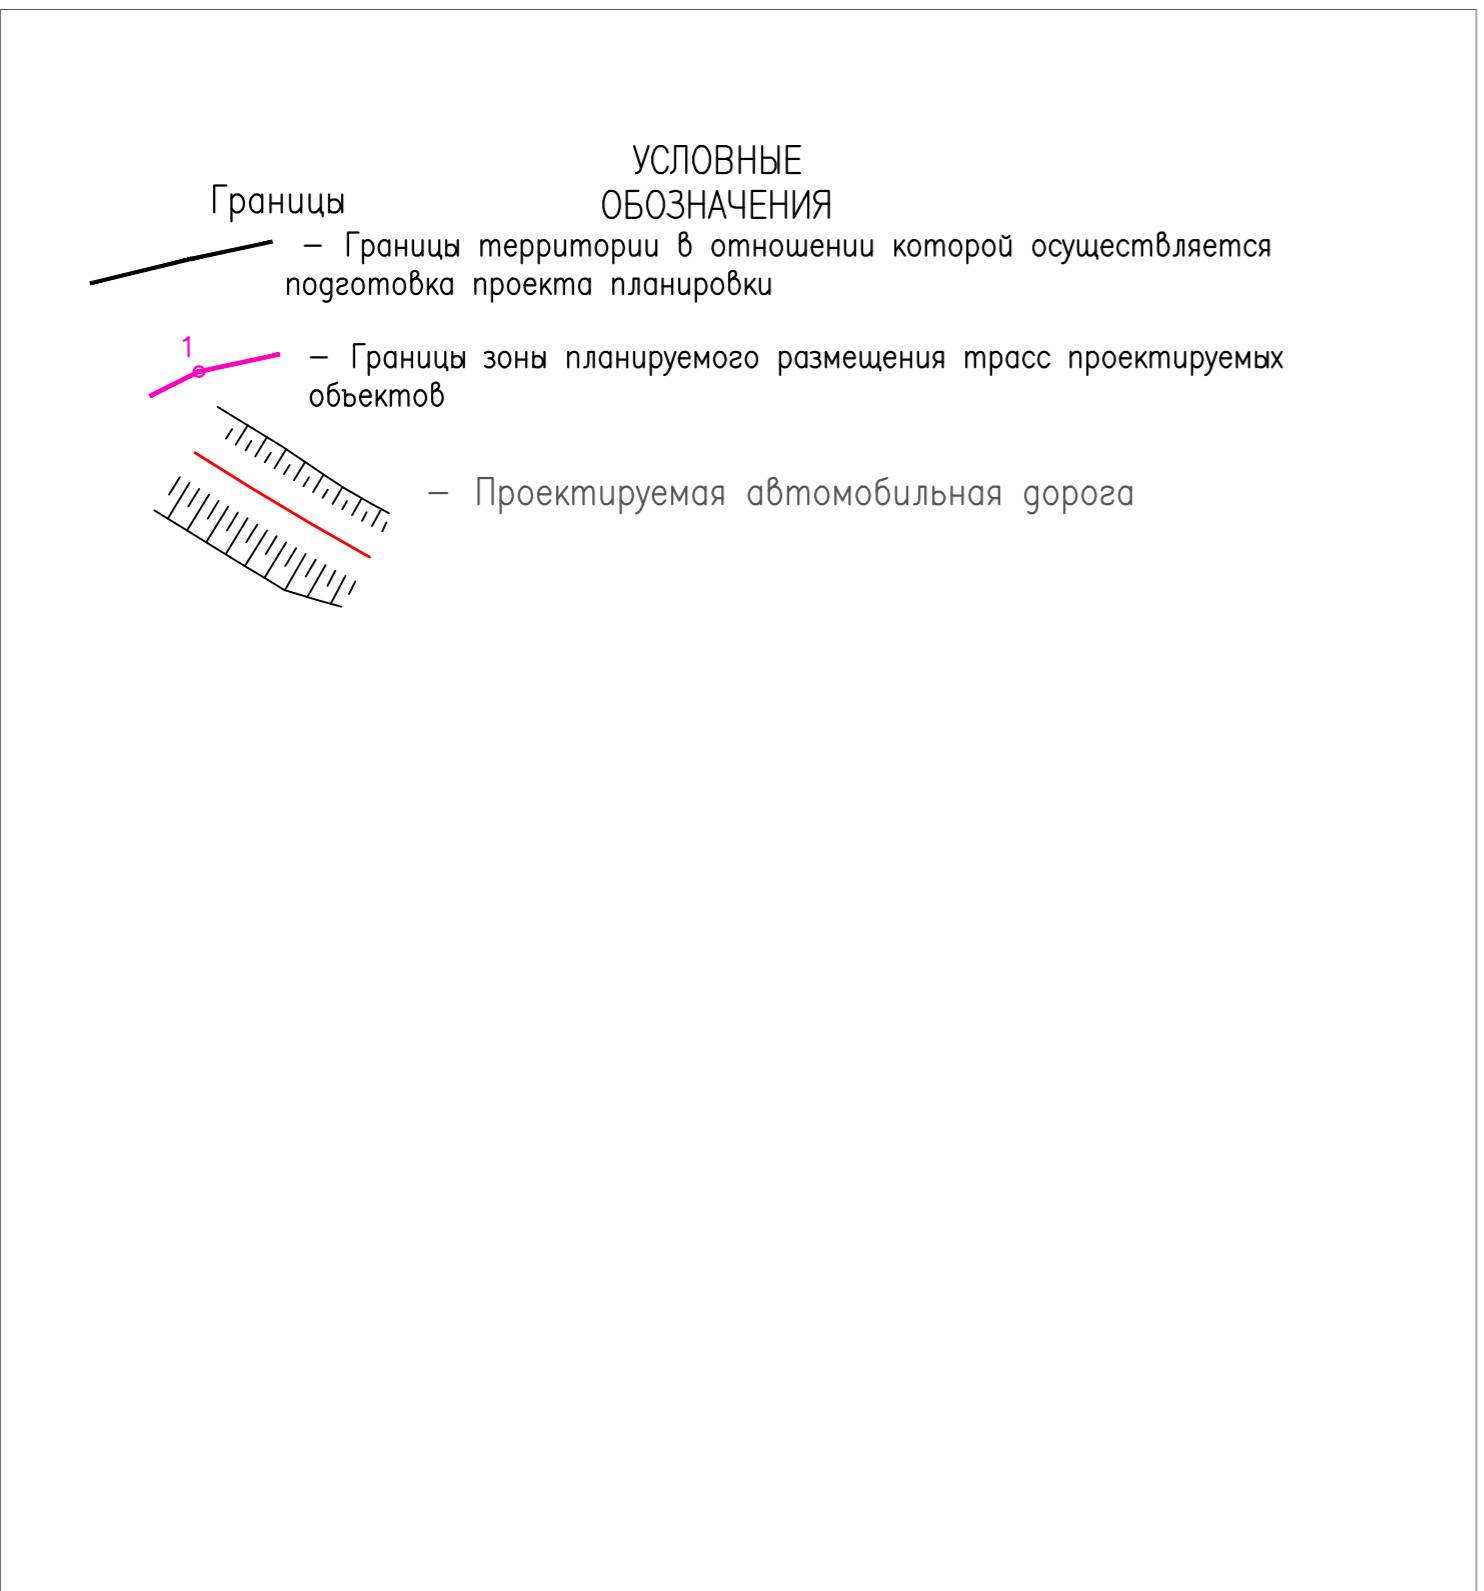 УСЛОВНЫЕ
ОБОЗНАЧЕНИЯ
Границы
– Границы территории в отношении которой осуществляется
подготовка проекта планировки
1
– Границы зоны планируемого размещения трасс проектируемых
объектов
– Проектируемая автомобильная дорога